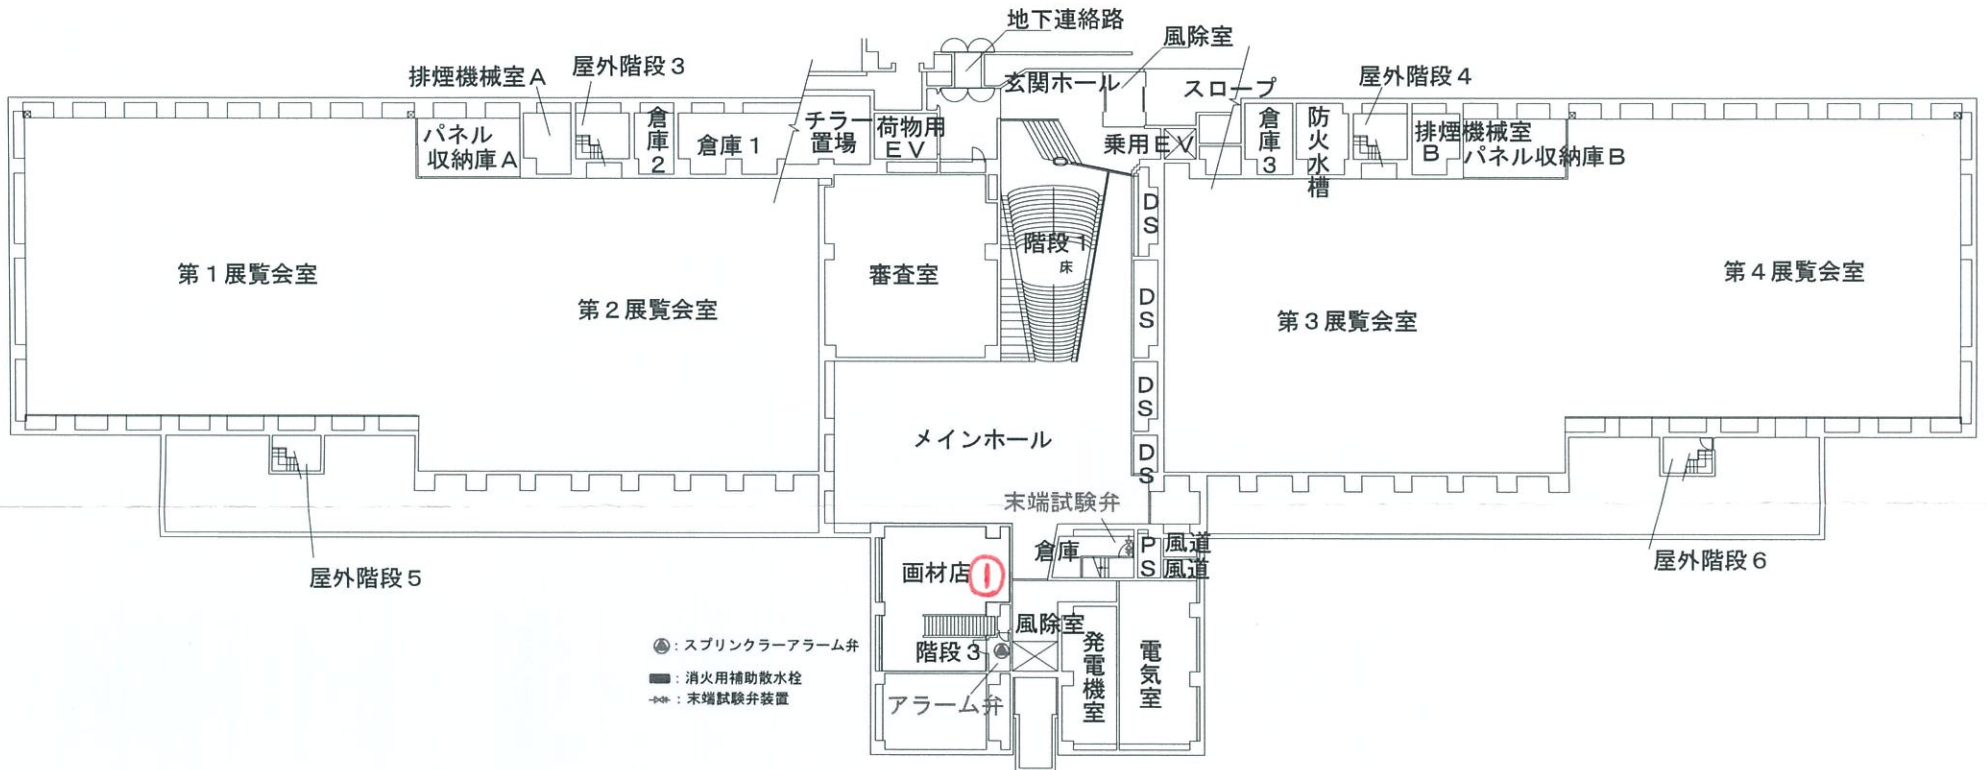 地下連絡路
風除室
排煙機械室A
屋外階段３
玄関ホール
スロープ
屋外階段４
パネル
収納庫A
倉庫２
倉庫１
チラー
置場
荷物用
ＥＶ
乗用ＥＶ
倉庫３
防火水槽
排煙機械室
B
パネル収納庫Ｂ
ＤＳ
階段１
床
第１展覧会室
第２展覧会室
審査室
ＤＳ
第３展覧会室
第４展覧会室
ＤＳ
メインホール
ＤＳ
末端試験弁
倉庫
ＰＳ
風道
風道
屋外階段５
画材店
①
屋外階段６
風除室
階段３
発電機室
電気室
アラーム弁
：スプリンクラーアラーム弁
：消火用補助散水栓
：末端試験弁装置